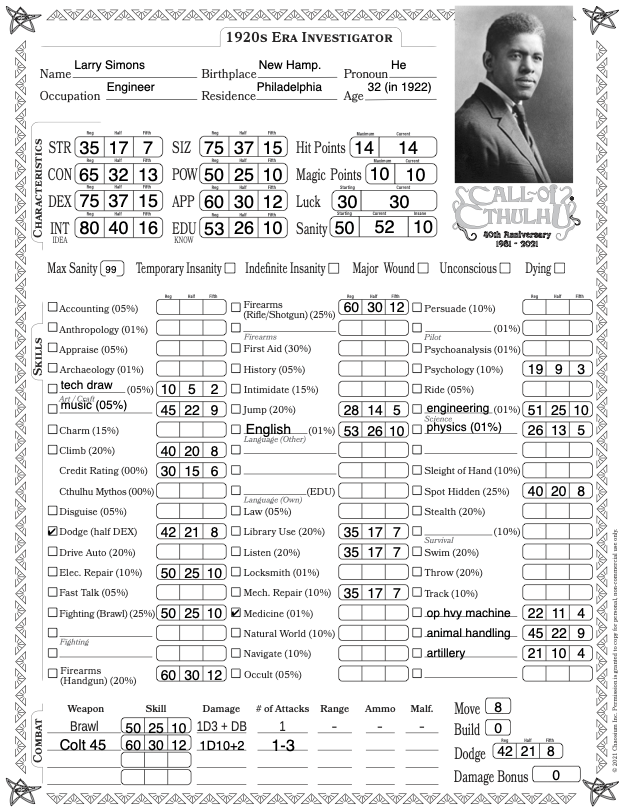 1920s Era Investigator
Name Larry Simons Birthplace New Hamp. Pronoun He
Occupation Engineer Residence Philadelphia Age 32 (in 1922)
Characteristics
Reg Half Fifth Reg Half Fifth Maximum Current
STR 35 17 7 SIZ 75 37 15 Hit Points 14 14
Maximum Current
CON 65 32 13 POW 50 25 10 Magic Points 10 10
Starting Current
DEX 75 37 15 APP 60 30 12 Luck 30 30
Starting Current Insane
INT 80 40 16 EDU 53 26 10 Sanity 50 52 10
IDEA KNOW
CALL of CTHULHU
40th Anniversary
1981 - 2021
Max Sanity 99 Temporary Insanity Indefinite Insanity Major Wound Unconscious Dying
Skills
Reg Half Fifth Reg Half Fifth Reg Half Fifth
Accounting (05%)
Anthropology (01%)
Appraise (05%)
Archaeology (01%)
tech draw (05%) 10 5 2
Art / Craft
music (05%) 45 22 9
Charm (15%)
Climb (20%) 40 20 8
Credit Rating (00%) 30 15 6
Cthulhu Mythos (00%)
Disguise (05%)
Dodge (half DEX) 42 21 8
Drive Auto (20%)
Elec. Repair (10%) 50 25 10
Fast Talk (05%)
Fighting (Brawl) (25%) 50 25 10
Fighting
Firearms
(Handgun) (20%) 60 30 12
Firearms
(Rifle/Shotgun) (25%) 60 30 12
Firearms
First Aid (30%)
History (05%)
Intimidate (15%)
Jump (20%) 28 14 5
English (01%) 53 26 10
Language (Other)
(EDU)
Language (Own)
Law (05%)
Library Use (20%) 35 17 7
Listen (20%) 35 17 7
Locksmith (01%)
Mech. Repair (10%) 35 17 7
Medicine (01%)
Natural World (10%)
Navigate (10%)
Occult (05%)
Persuade (10%)
(01%)
Pilot
Psychoanalysis (01%)
Psychology (10%) 19 9 3
Ride (05%)
engineering (01%) 51 25 10
Science
physics (01%) 26 13 5
Sleight of Hand (10%)
Spot Hidden (25%) 40 20 8
Stealth (20%)
(10%)
Survival
Swim (20%)
Throw (20%)
Track (10%)
op hvy machine 22 11 4
animal handling 45 22 9
artillery 21 10 4
Combat
Weapon Skill Damage # of Attacks Range Ammo Malf.
Brawl 50 25 10 1D3 + DB 1 - - -
Colt 45 60 30 12 1D10+2 1-3
Move 8
Build 0
Reg Half Fifth
Dodge 42 21 8
Damage Bonus 0
© 2021 Chaosium Inc. Permission is granted to copy for personal, non-commercial use only.